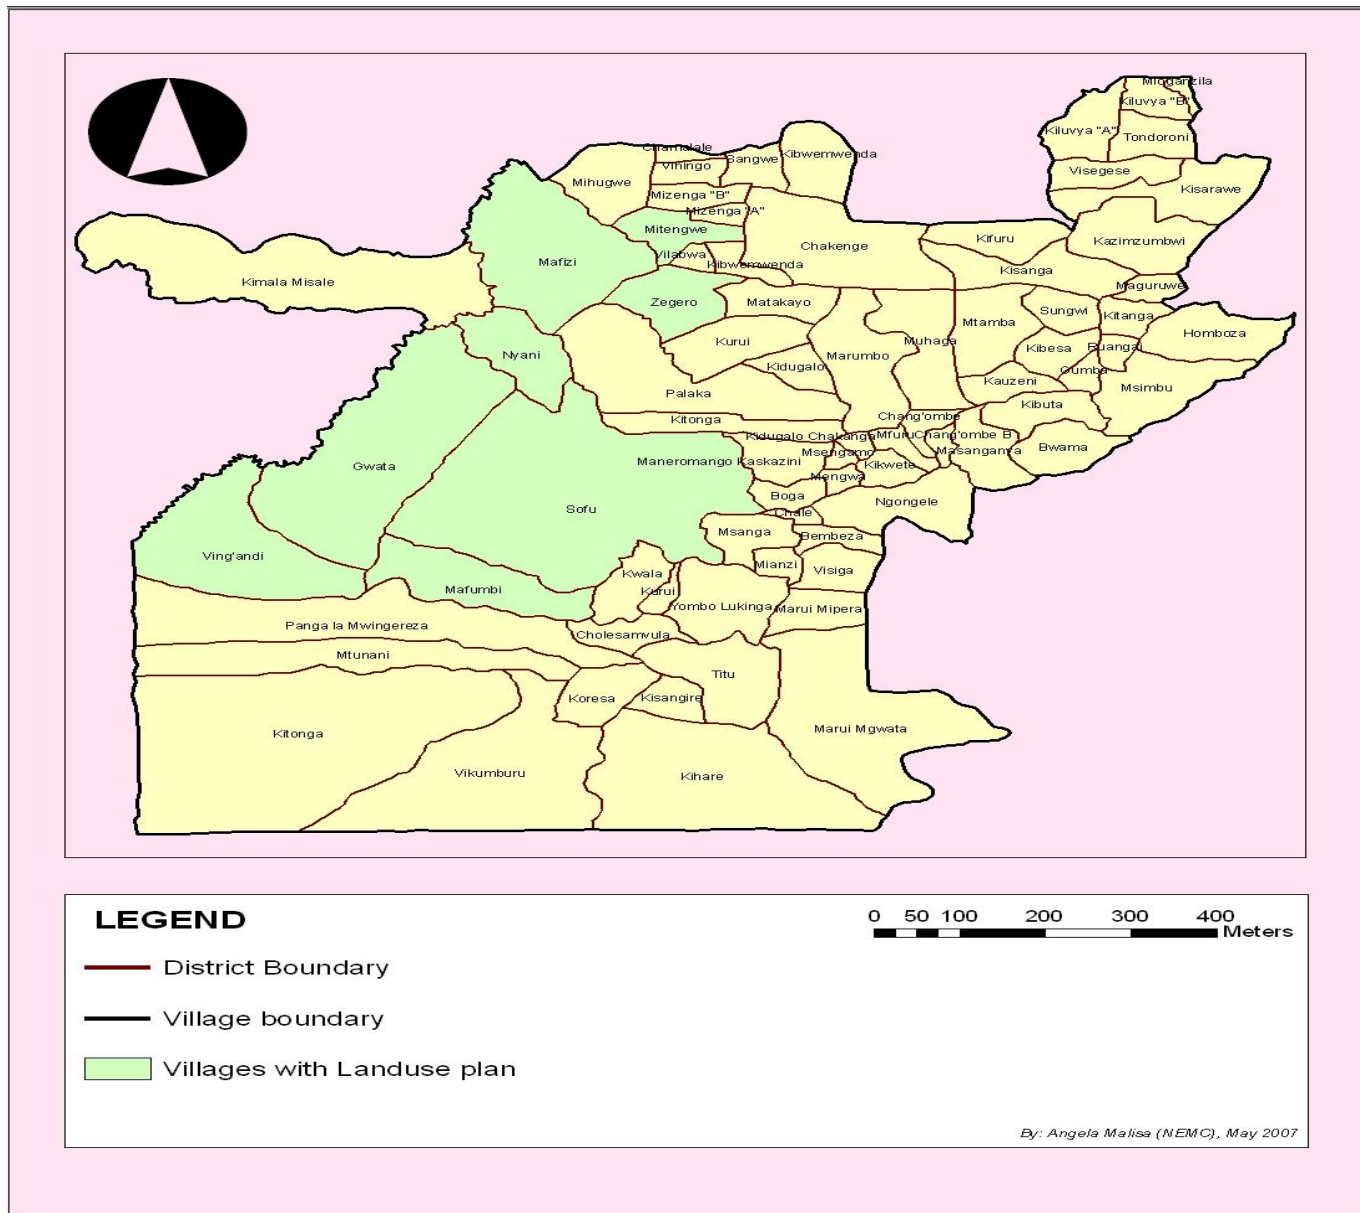 Mloganzila
Kiluvya "B"
Kiluvya "A"
Tondoroni
Chamalale
Vihingo
Sangwe
Kibwemwenda
Visegese
Mihugwe
Kisarawe
Mizenga "B"
Mizenga "A"
Mitengwe
Kifuru
Kazimzumbwi
Chakenge
Vilabwa
Mafizi
Kibwemwenda
Kisanga
Kimala Misale
Maguruwe
Zegero
Matakayo
Mtamba
Sungwi
Kitanga
Homboza
Nyani
Kurui
Marumbo
Muhaga
Kibesa
Ruangai
Kidugalo
Gumba
Kauzeni
Msimbu
Palaka
Kibuta
Kitonga
Chang'ombe
Kidugalo Chakanga
Mfuru
Chang'ombe B
Bwama
Msengamo
Masanganya
Maneromango Kaskazini
Gwata
Kikwete
Mengwa
Boga
Ngongele
Sofu
Chale
Msanga
Bembeza
Ving'andi
Mianzi
Visiga
Kwala
Mafumbi
Kurui
Yombo Lukinga
Marui Mipera
Panga la Mwingereza
Cholesamvula
Mtunani
Titu
Koresa
Kisangire
Kitonga
Marui Mgwata
Vikumburu
Kihare
LEGEND
0 50 100 200 300 400
Meters
District Boundary
Village boundary
Villages with Landuse plan
By: Angela Malisa (NEMC), May 2007